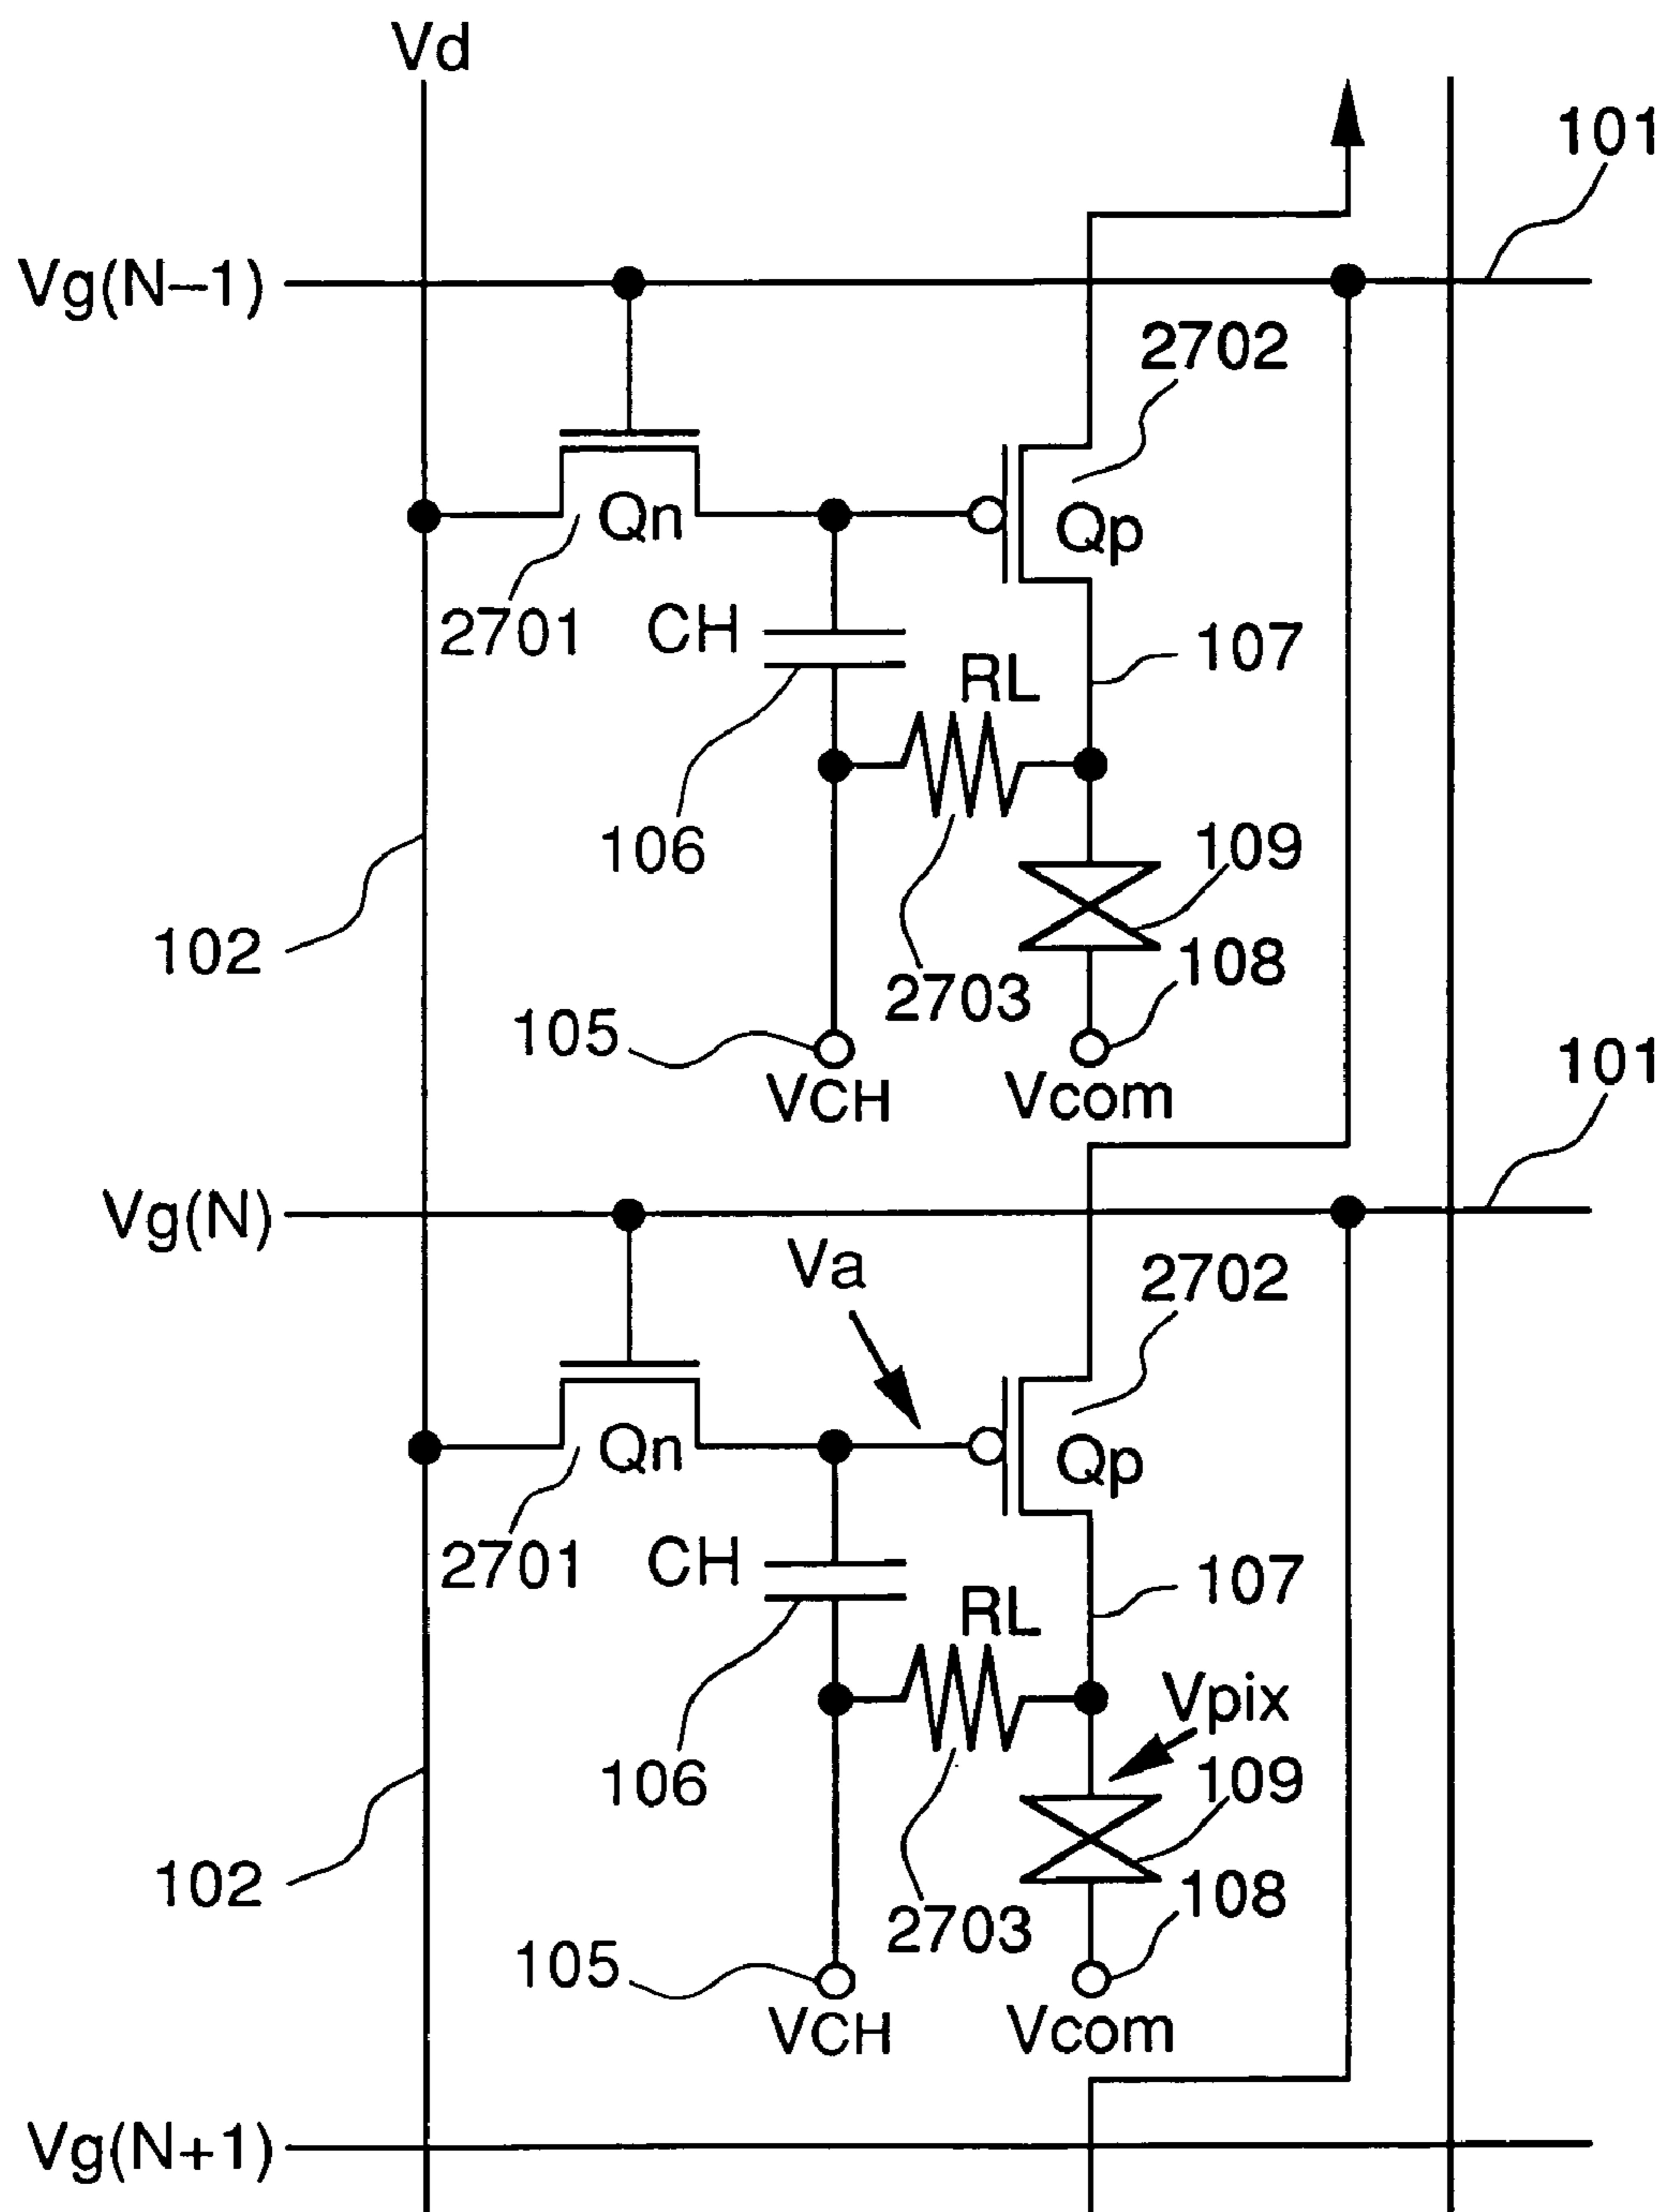 Vd
101
Vg(N−1)
2702
Qn
Qp
2701
CH
107
RL
106
109
102
108
2703
105
101
VCH
Vcom
Vg(N)
Va
2702
Qn
Qp
2701
CH
107
RL
Vpix
106
109
102
108
2703
105
VCH
Vcom
Vg(N+1)